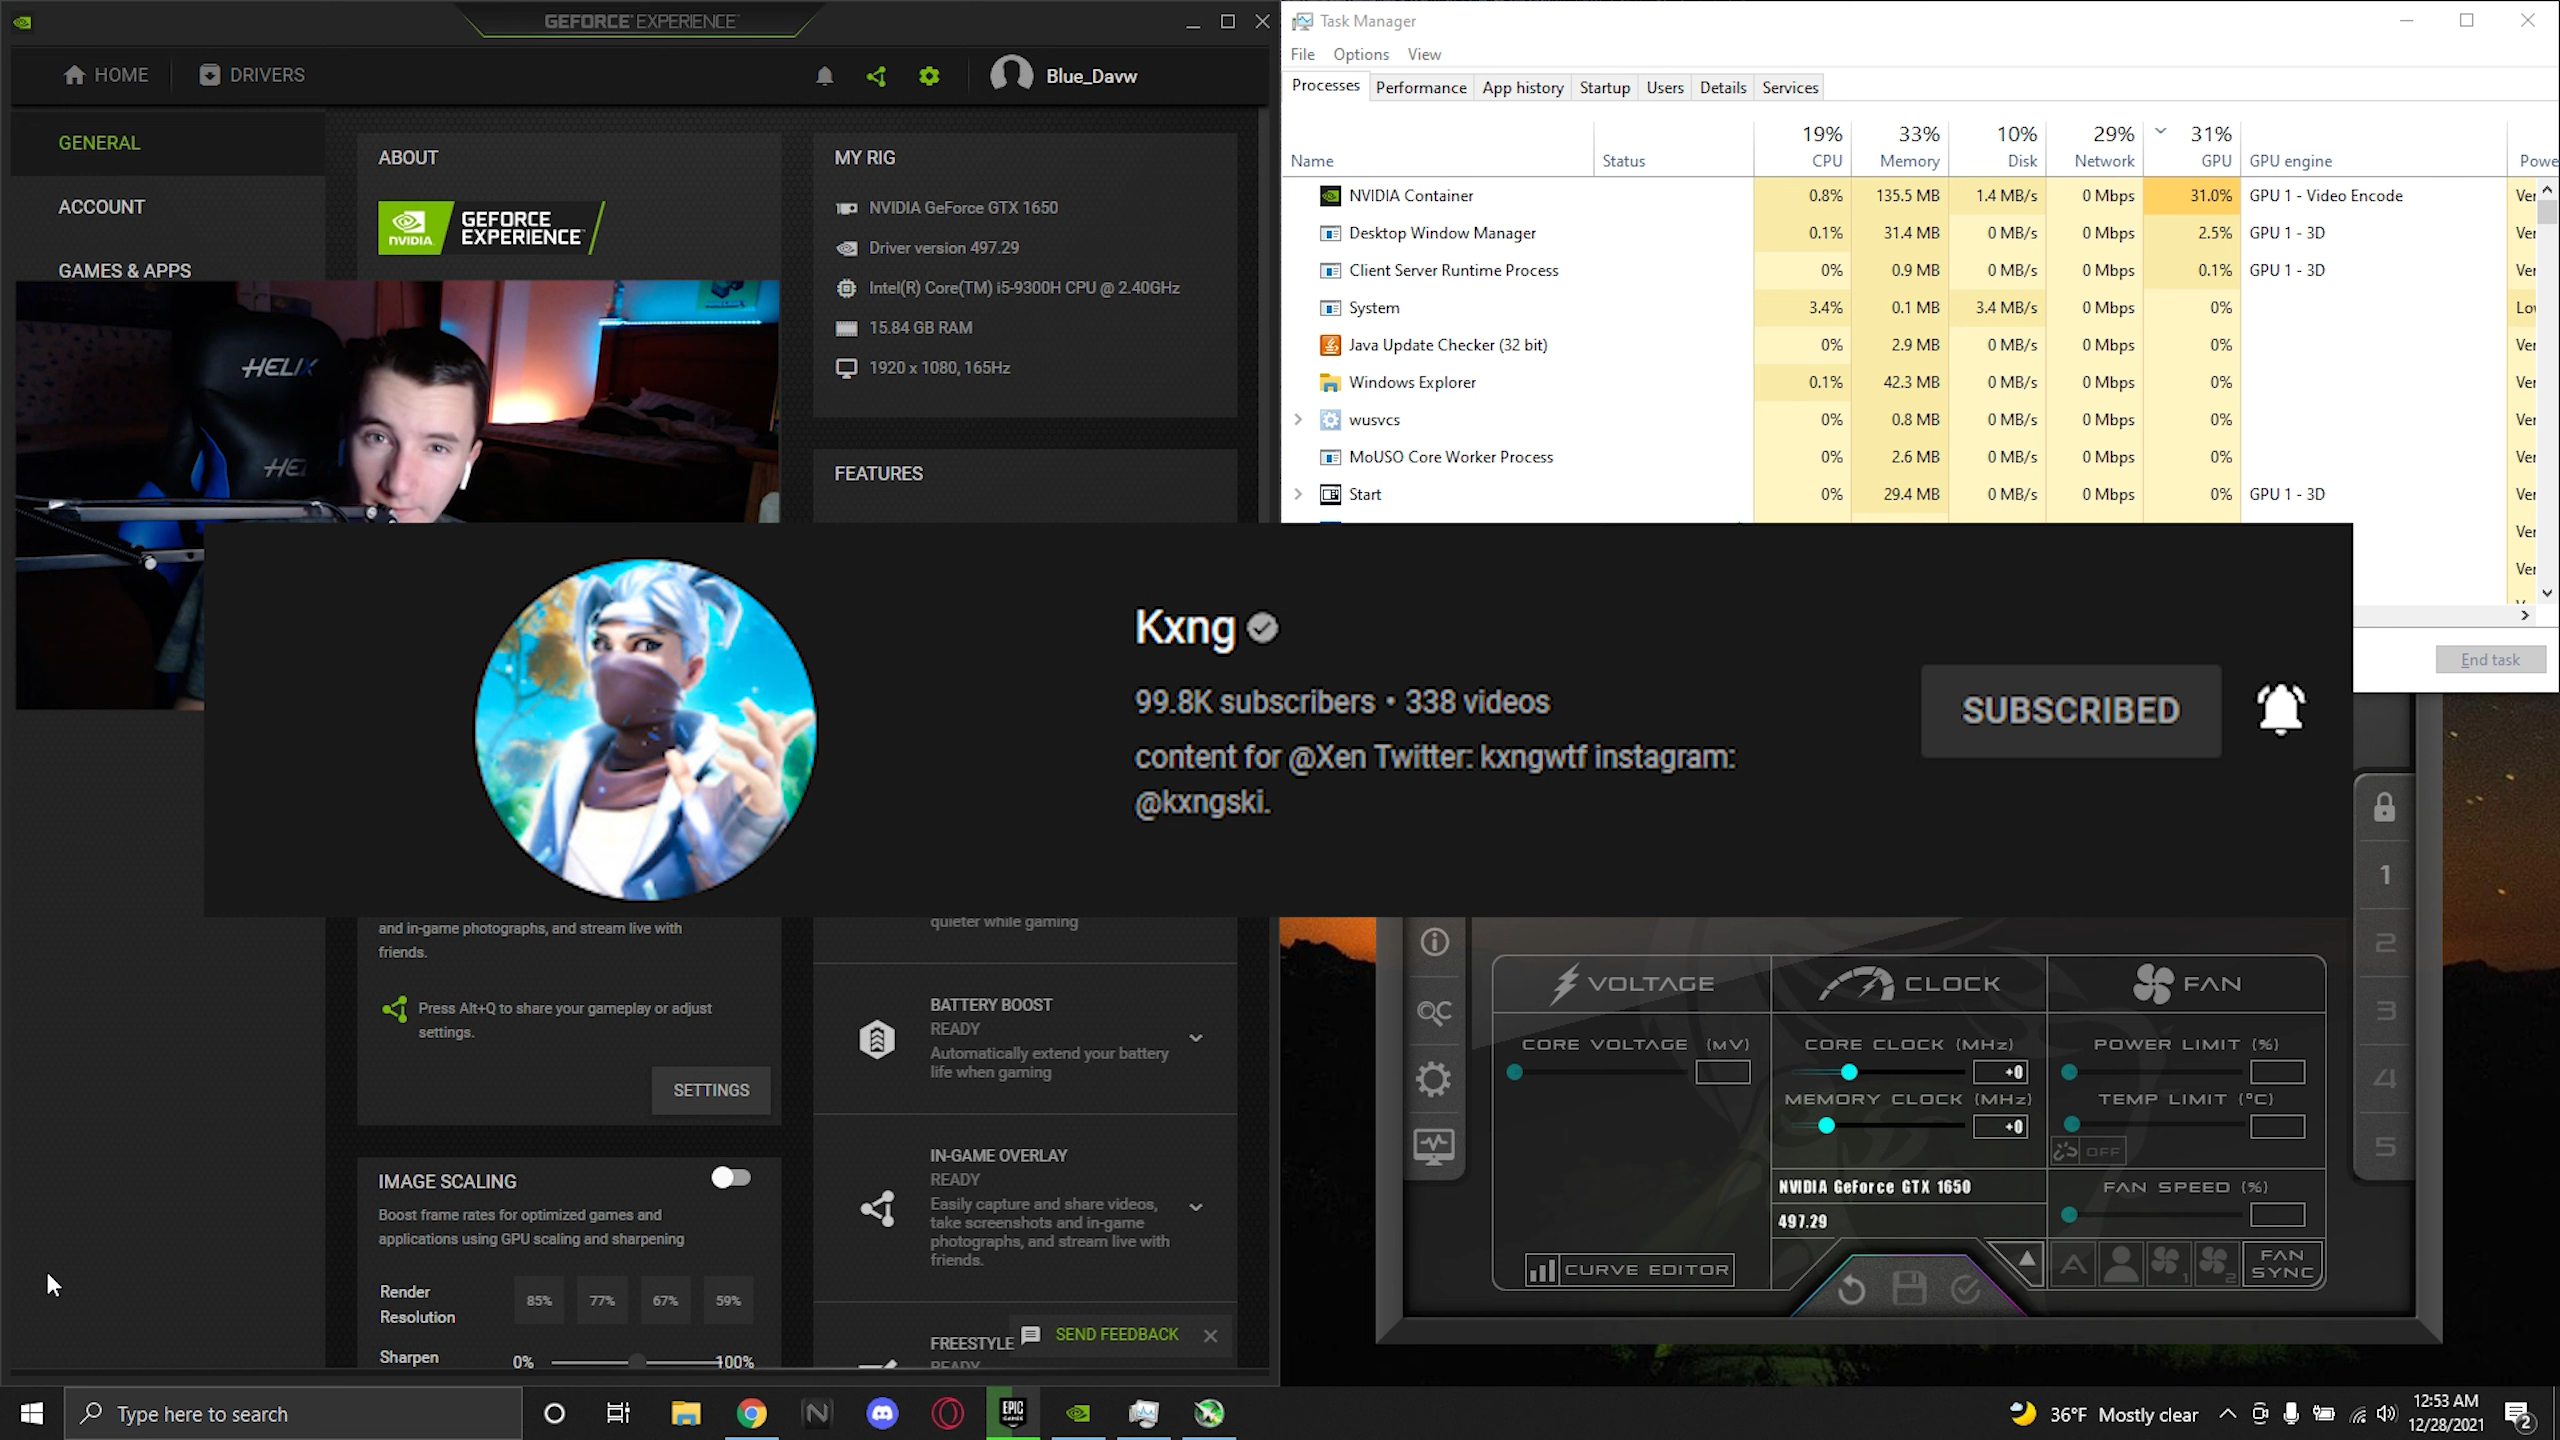 GEFORCE EXPERIENCE
HOME
DRIVERS
Blue_Davw
GENERAL
ACCOUNT
GAMES & APPS
ABOUT
NVIDIA
GEFORCE
EXPERIENCE
MY RIG
NVIDIA GeForce GTX 1650
Driver version 497.29
Intel(R) Core(TM) i5-9300H CPU @ 2.40GHz
15.84 GB RAM
1920 x 1080, 165Hz
FEATURES
HELIX
Task Manager
File Options View
Processes Performance App history Startup Users Details Services
19% 33% 10% 29% 31%
Name Status CPU Memory Disk Network GPU GPU engine
NVIDIA Container 0.8% 135.5 MB 1.4 MB/s 0 Mbps 31.0% GPU 1 - Video Encode
Desktop Window Manager 0.1% 31.4 MB 0 MB/s 0 Mbps 2.5% GPU 1 - 3D
Client Server Runtime Process 0% 0.9 MB 0 MB/s 0 Mbps 0.1% GPU 1 - 3D
System 3.4% 0.1 MB 3.4 MB/s 0 Mbps 0%
Java Update Checker (32 bit) 0% 2.9 MB 0 MB/s 0 Mbps 0%
Windows Explorer 0.1% 42.3 MB 0 MB/s 0 Mbps 0%
wusvcs 0% 0.8 MB 0 MB/s 0 Mbps 0%
MoUSO Core Worker Process 0% 2.6 MB 0 MB/s 0 Mbps 0%
Start 0% 29.4 MB 0 MB/s 0 Mbps 0% GPU 1 - 3D
End task
Kxng
99.8K subscribers • 338 videos
content for @Xen Twitter: kxngwtf instagram:
@kxngski.
SUBSCRIBED
and in-game photographs, and stream live with
friends.
Press Alt+Q to share your gameplay or adjust
settings.
SETTINGS
IMAGE SCALING
Boost frame rates for optimized games and
applications using GPU scaling and sharpening
Render
Resolution
85% 77% 67% 59%
Sharpen 0% 100%
quieter while gaming
BATTERY BOOST
READY
Automatically extend your battery
life when gaming
IN-GAME OVERLAY
READY
Easily capture and share videos,
take screenshots and in-game
photographs, and stream live with
friends.
FREESTYLE
READY
SEND FEEDBACK
VOLTAGE CLOCK FAN
CORE VOLTAGE (MV)
CORE CLOCK (MHz)
+0
MEMORY CLOCK (MHz)
+0
POWER LIMIT (%)
TEMP LIMIT (°C)
OFF
NVIDIA GeForce GTX 1650
497.29
FAN SPEED (%)
CURVE EDITOR
A
1
2
FAN
SYNC
1
2
3
4
5
Type here to search
EPIC
GAMES
36°F Mostly clear
12:53 AM
12/28/2021
2